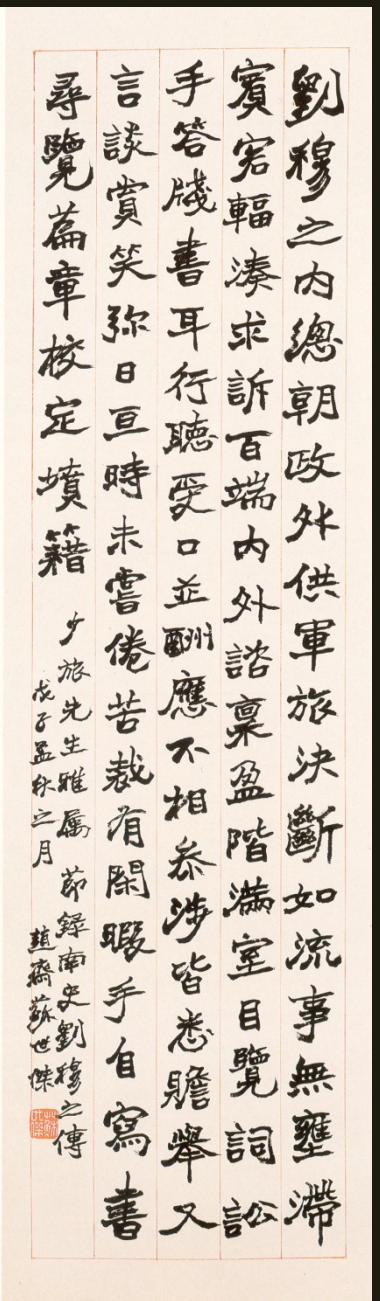 劉穆之內總朝政外供軍旅決斷如流事無壅滯
賓客輻湊求訴百端內外諮稟盈階滿室目覽詞訟
手答牋書耳行聽受口並酬應不相參涉皆悉贍舉又
言談賞笑弥日亘時未嘗倦苦裁有閑暇手自寫書
尋覽篇章校定墳籍
少旅先生雅属 節録南史劉穆之傳
戊子孟秋之月 趙齋蘇世傑